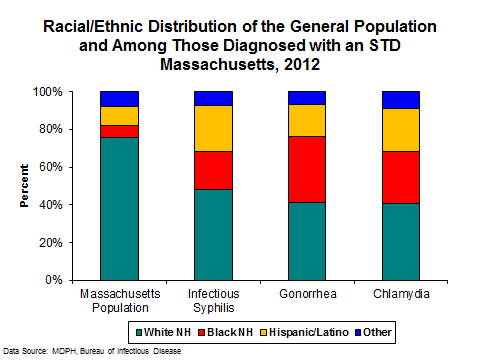 Racial/Ethnic Distribution of the General Population
and Among Those Diagnosed with an STD
Massachusetts, 2012
100%
80%
60%
40%
20%
0%
Percent
Massachusetts
Population
Infectious
Syphilis
Gonorrhea
Chlamydia
White NH
Black NH
Hispanic/Latino
Other
Data Source: MDPH, Bureau of Infectious Disease